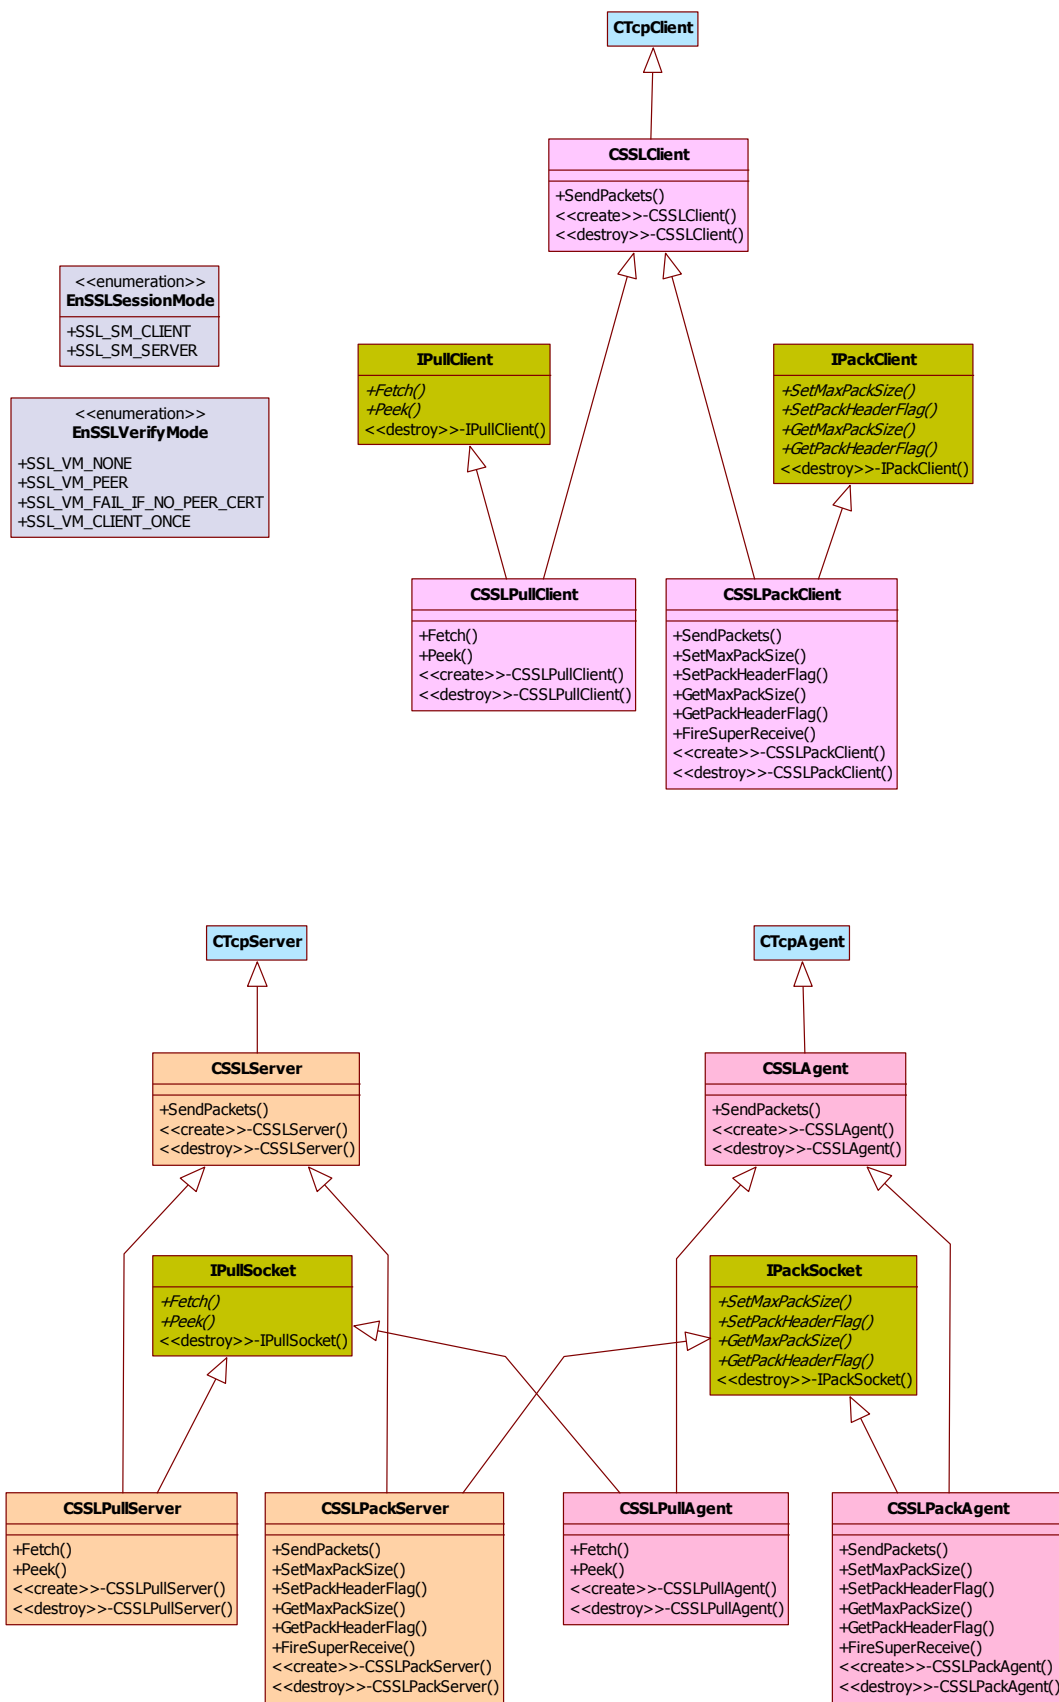 CTcpClient
CSSLClient
+SendPackets()
<<create>>-CSSLClient()
<<destroy>>-CSSLClient()
<<enumeration>>
EnSSLSessionMode
+SSL_SM_CLIENT
+SSL_SM_SERVER
<<enumeration>>
EnSSLVerifyMode
+SSL_VM_NONE
+SSL_VM_PEER
+SSL_VM_FAIL_IF_NO_PEER_CERT
+SSL_VM_CLIENT_ONCE
IPullClient
+Fetch()
+Peek()
<<destroy>>-IPullClient()
IPackClient
+SetMaxPackSize()
+SetPackHeaderFlag()
+GetMaxPackSize()
+GetPackHeaderFlag()
<<destroy>>-IPackClient()
CSSLPullClient
+Fetch()
+Peek()
<<create>>-CSSLPullClient()
<<destroy>>-CSSLPullClient()
CSSLPackClient
+SendPackets()
+SetMaxPackSize()
+SetPackHeaderFlag()
+GetMaxPackSize()
+GetPackHeaderFlag()
+FireSuperReceive()
<<create>>-CSSLPackClient()
<<destroy>>-CSSLPackClient()
CTcpServer
CTcpAgent
CSSLServer
+SendPackets()
<<create>>-CSSLServer()
<<destroy>>-CSSLServer()
CSSLAgent
+SendPackets()
<<create>>-CSSLAgent()
<<destroy>>-CSSLAgent()
IPullSocket
+Fetch()
+Peek()
<<destroy>>-IPullSocket()
IPackSocket
+SetMaxPackSize()
+SetPackHeaderFlag()
+GetMaxPackSize()
+GetPackHeaderFlag()
<<destroy>>-IPackSocket()
CSSLPullServer
+Fetch()
+Peek()
<<create>>-CSSLPullServer()
<<destroy>>-CSSLPullServer()
CSSLPackServer
+SendPackets()
+SetMaxPackSize()
+SetPackHeaderFlag()
+GetMaxPackSize()
+GetPackHeaderFlag()
+FireSuperReceive()
<<create>>-CSSLPackServer()
<<destroy>>-CSSLPackServer()
CSSLPullAgent
+Fetch()
+Peek()
<<create>>-CSSLPullAgent()
<<destroy>>-CSSLPullAgent()
CSSLPackAgent
+SendPackets()
+SetMaxPackSize()
+SetPackHeaderFlag()
+GetMaxPackSize()
+GetPackHeaderFlag()
+FireSuperReceive()
<<create>>-CSSLPackAgent()
<<destroy>>-CSSLPackAgent()